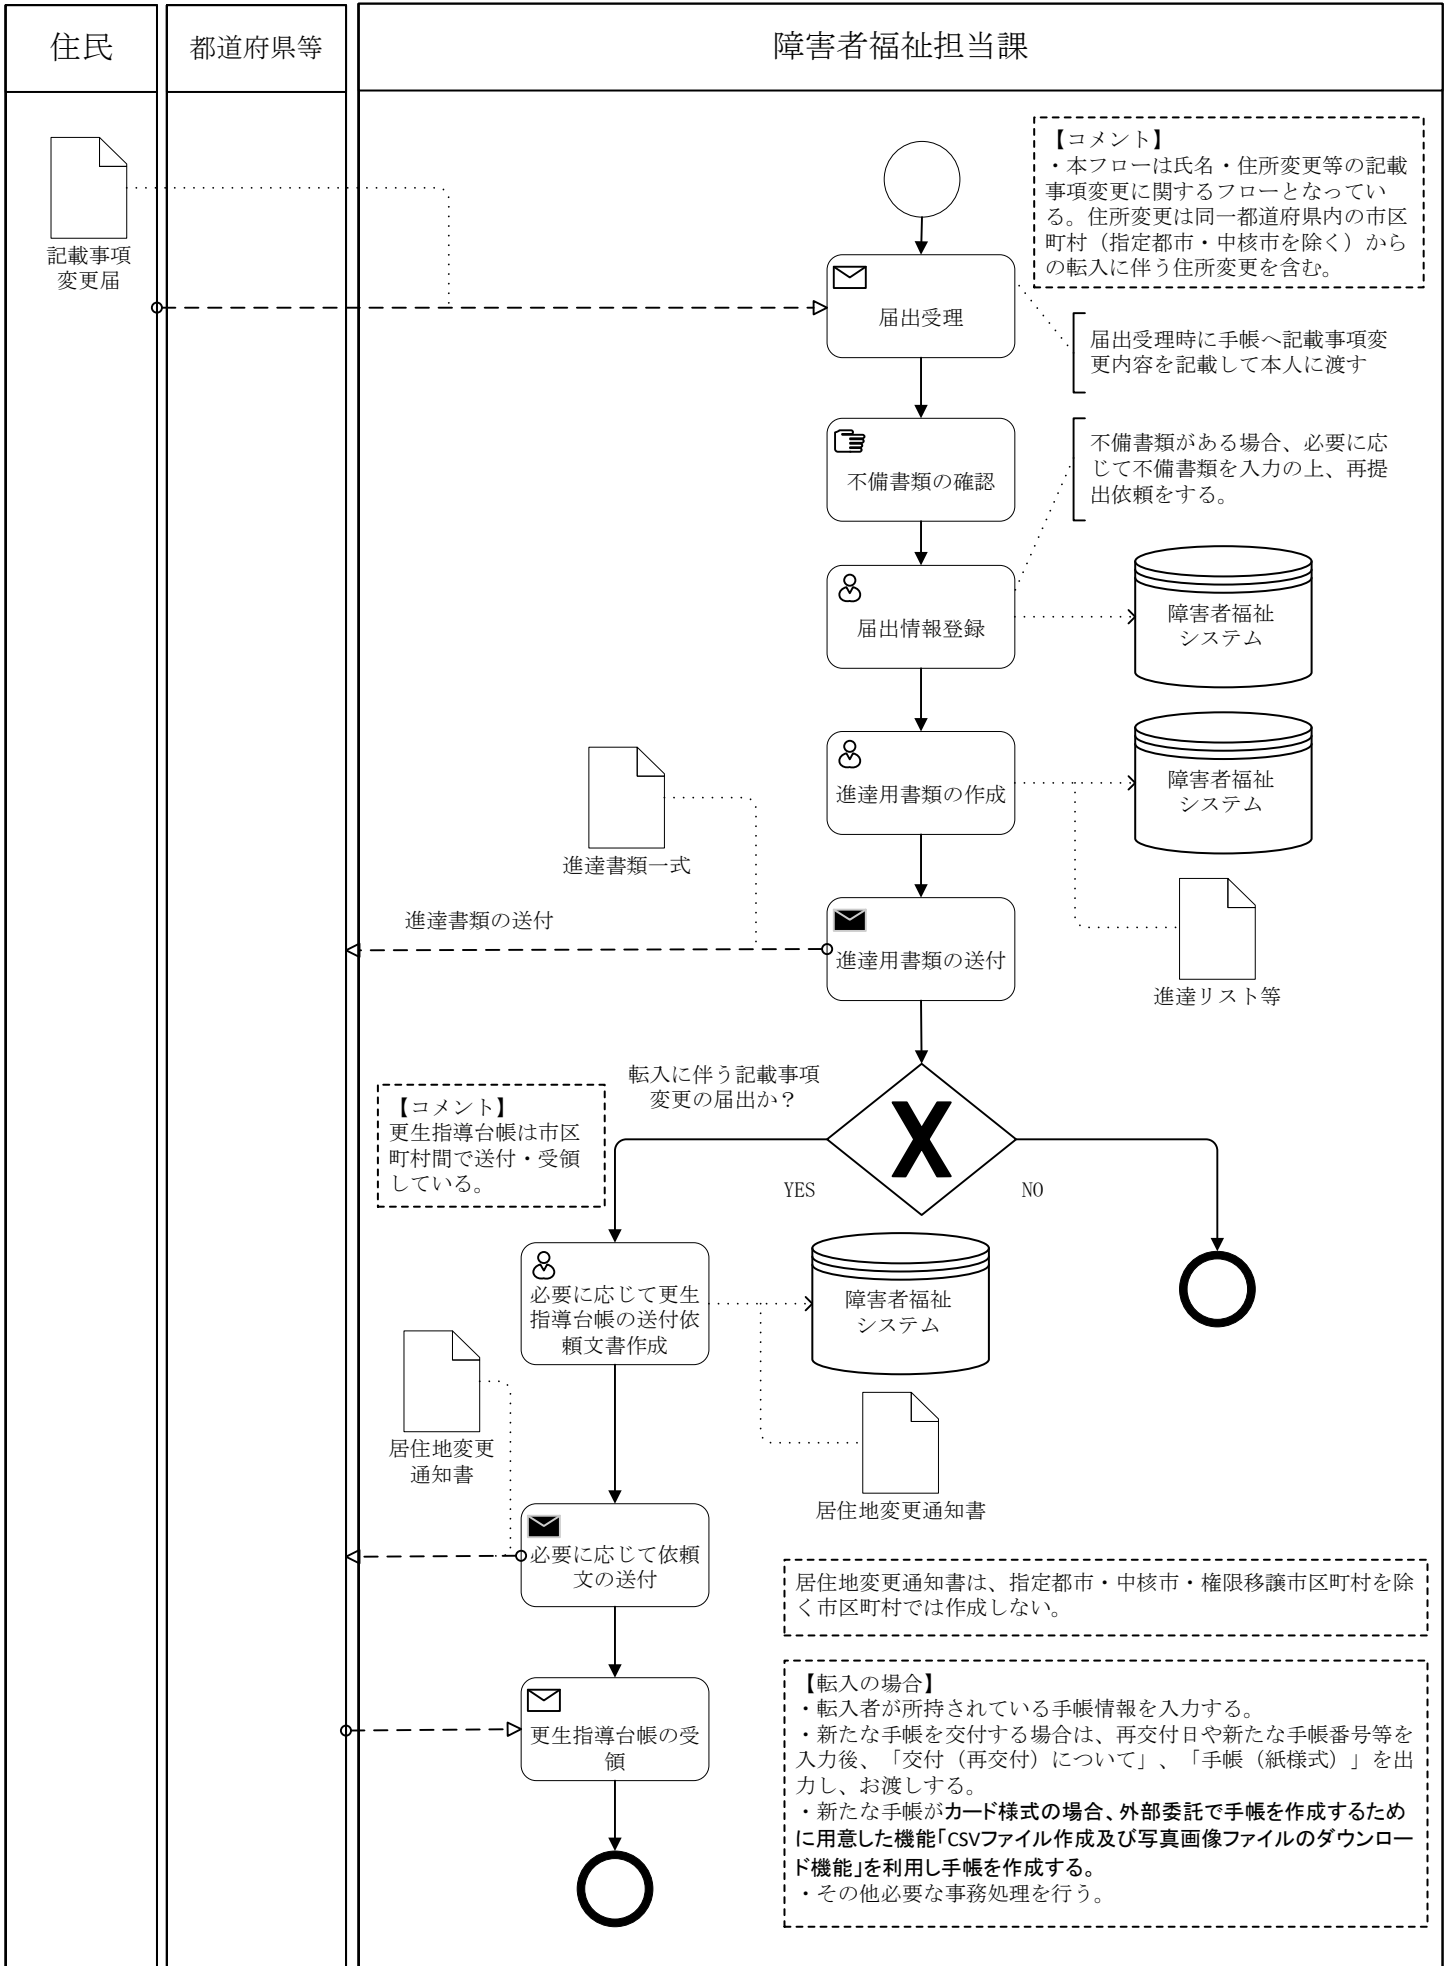 住民
都道府県等
障害者福祉担当課
記載事項
変更届
【コメント】
・本フローは氏名・住所変更等の記載
事項変更に関するフローとなってい
る。住所変更は同一都道府県内の市区
町村（指定都市・中核市を除く）から
の転入に伴う住所変更を含む。
届出受理
届出受理時に手帳へ記載事項変
更内容を記載して本人に渡す
不備書類の確認
不備書類がある場合、必要に応
じて不備書類を入力の上、再提
出依頼をする。
届出情報登録
障害者福祉
システム
進達用書類の作成
障害者福祉
システム
進達書類一式
進達書類の送付
進達用書類の送付
進達リスト等
転入に伴う記載事項
変更の届出か？
【コメント】
更生指導台帳は市区
町村間で送付・受領
している。
YES
NO
必要に応じて更生
指導台帳の送付依
頼文書作成
障害者福祉
システム
居住地変更
通知書
居住地変更通知書
必要に応じて依頼
文の送付
居住地変更通知書は、指定都市・中核市・権限移譲市区町村を除
く市区町村では作成しない。
更生指導台帳の受
領
【転入の場合】
・転入者が所持されている手帳情報を入力する。
・新たな手帳を交付する場合は、再交付日や新たな手帳番号等を
入力後、「交付（再交付）について」、「手帳（紙様式）」を出
力し、お渡しする。
・新たな手帳がカード様式の場合、外部委託で手帳を作成するため
に用意した機能「CSVファイル作成及び写真画像ファイルのダウンロー
ド機能」を利用し手帳を作成する。
・その他必要な事務処理を行う。